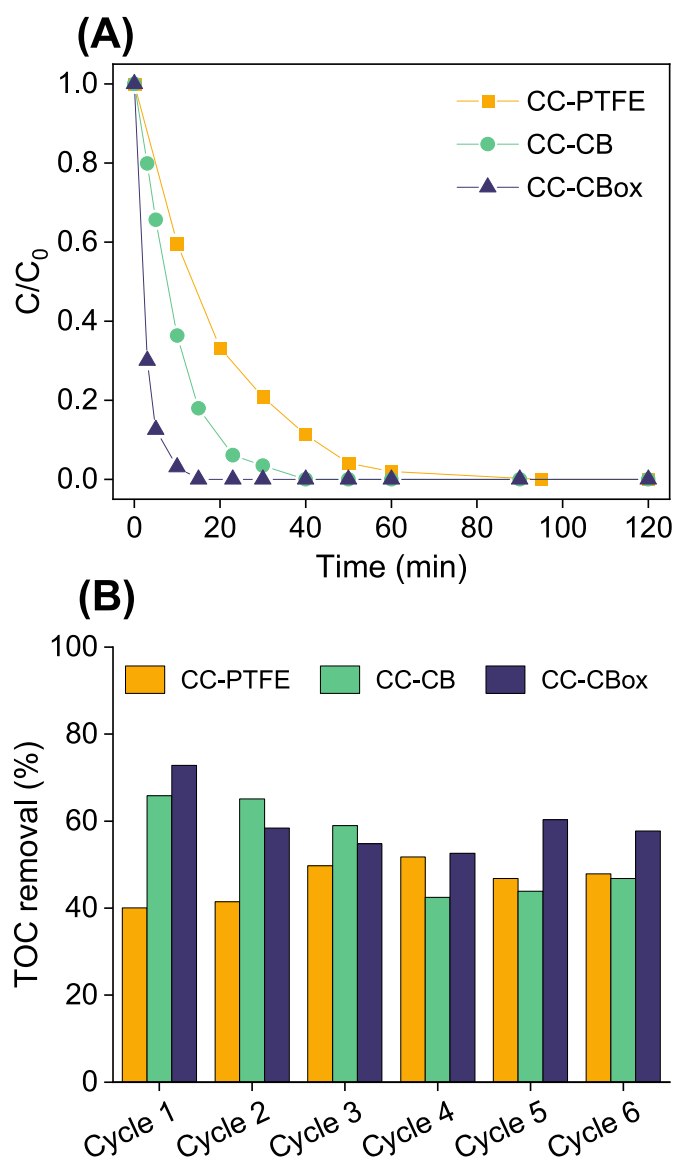 (A)
1.0
0.8
0.6
0.4
0.2
0.0
C/C0
CC-PTFE
CC-CB
CC-CBox
0 20 40 60 80 100 120
Time (min)
(B)
100
80
60
40
20
0
TOC removal (%)
CC-PTFE CC-CB CC-CBox
Cycle 1 Cycle 2 Cycle 3 Cycle 4 Cycle 5 Cycle 6